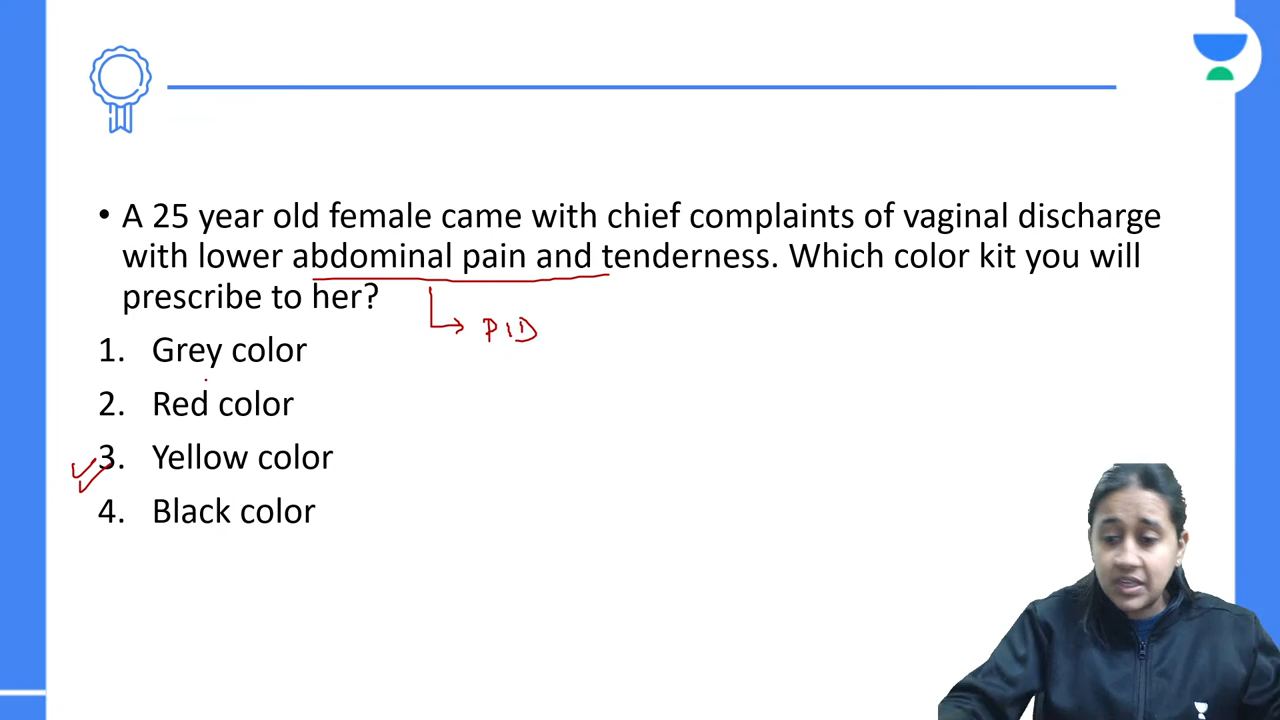 • A 25 year old female came with chief complaints of vaginal discharge
with lower abdominal pain and tenderness. Which color kit you will
prescribe to her?
PID
1. Grey color
2. Red color
3. Yellow color
4. Black color